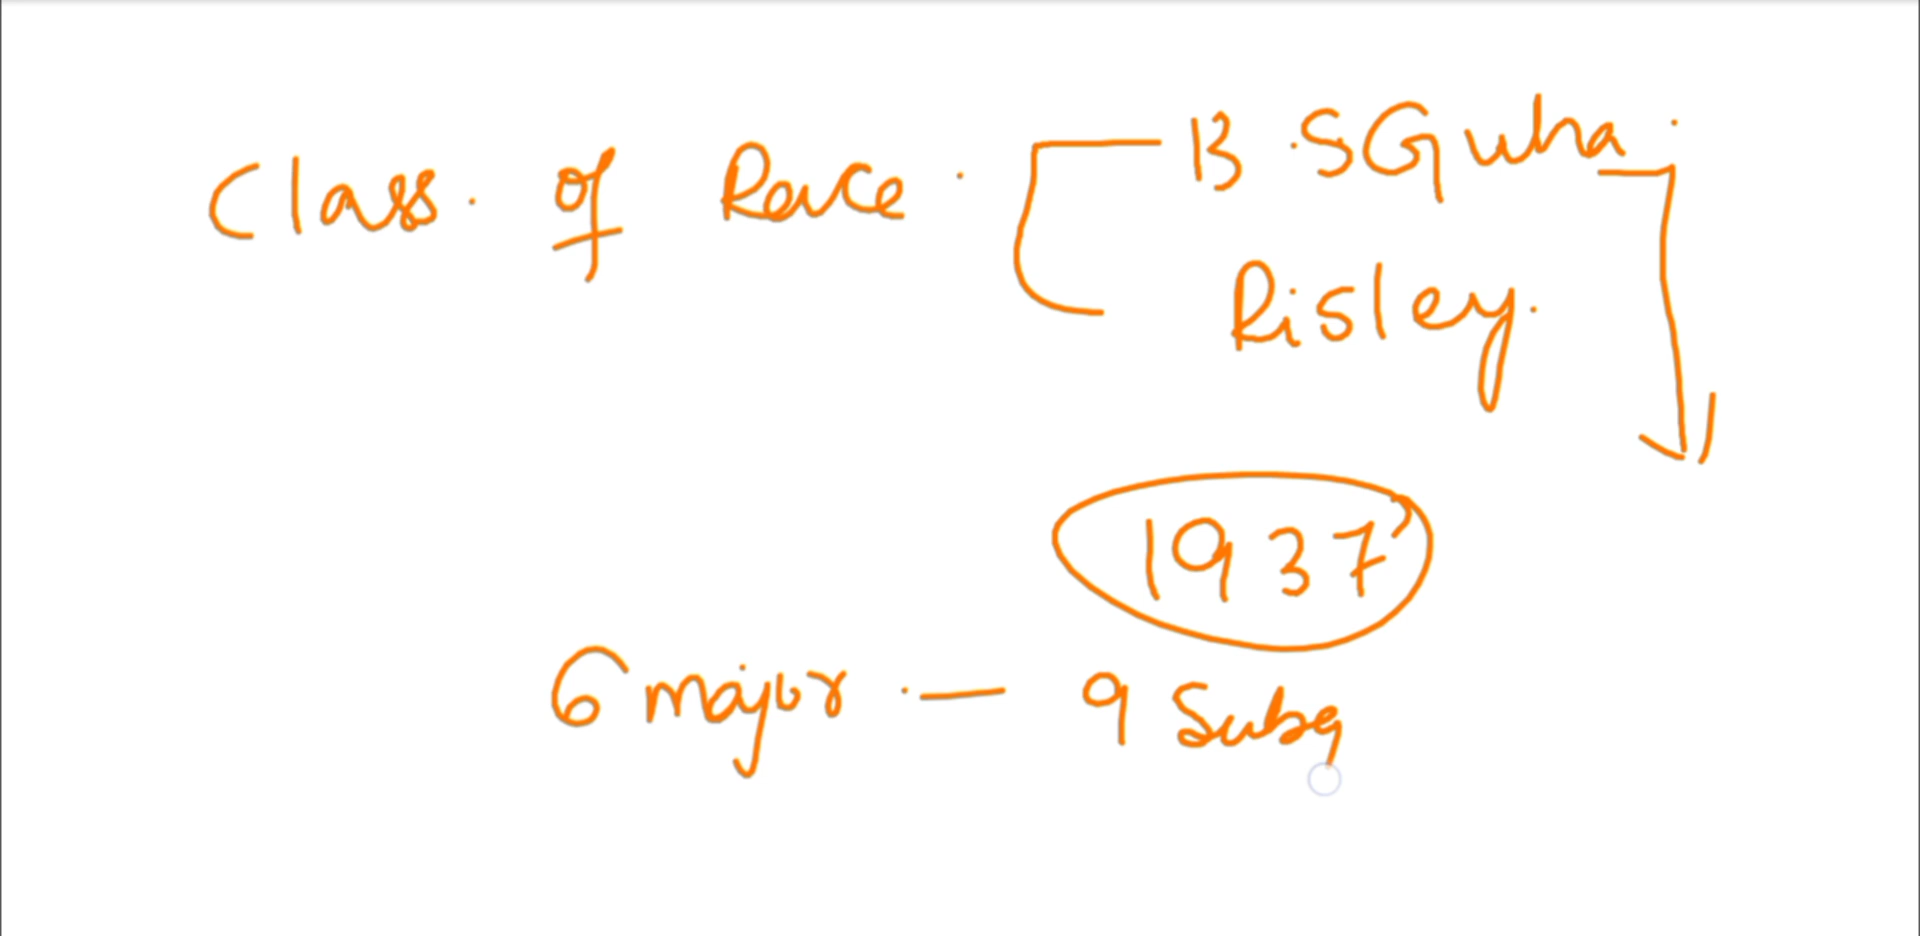 Class. of Race. B.S Guha.
Risley.
1937
6 major. — 9 Subg